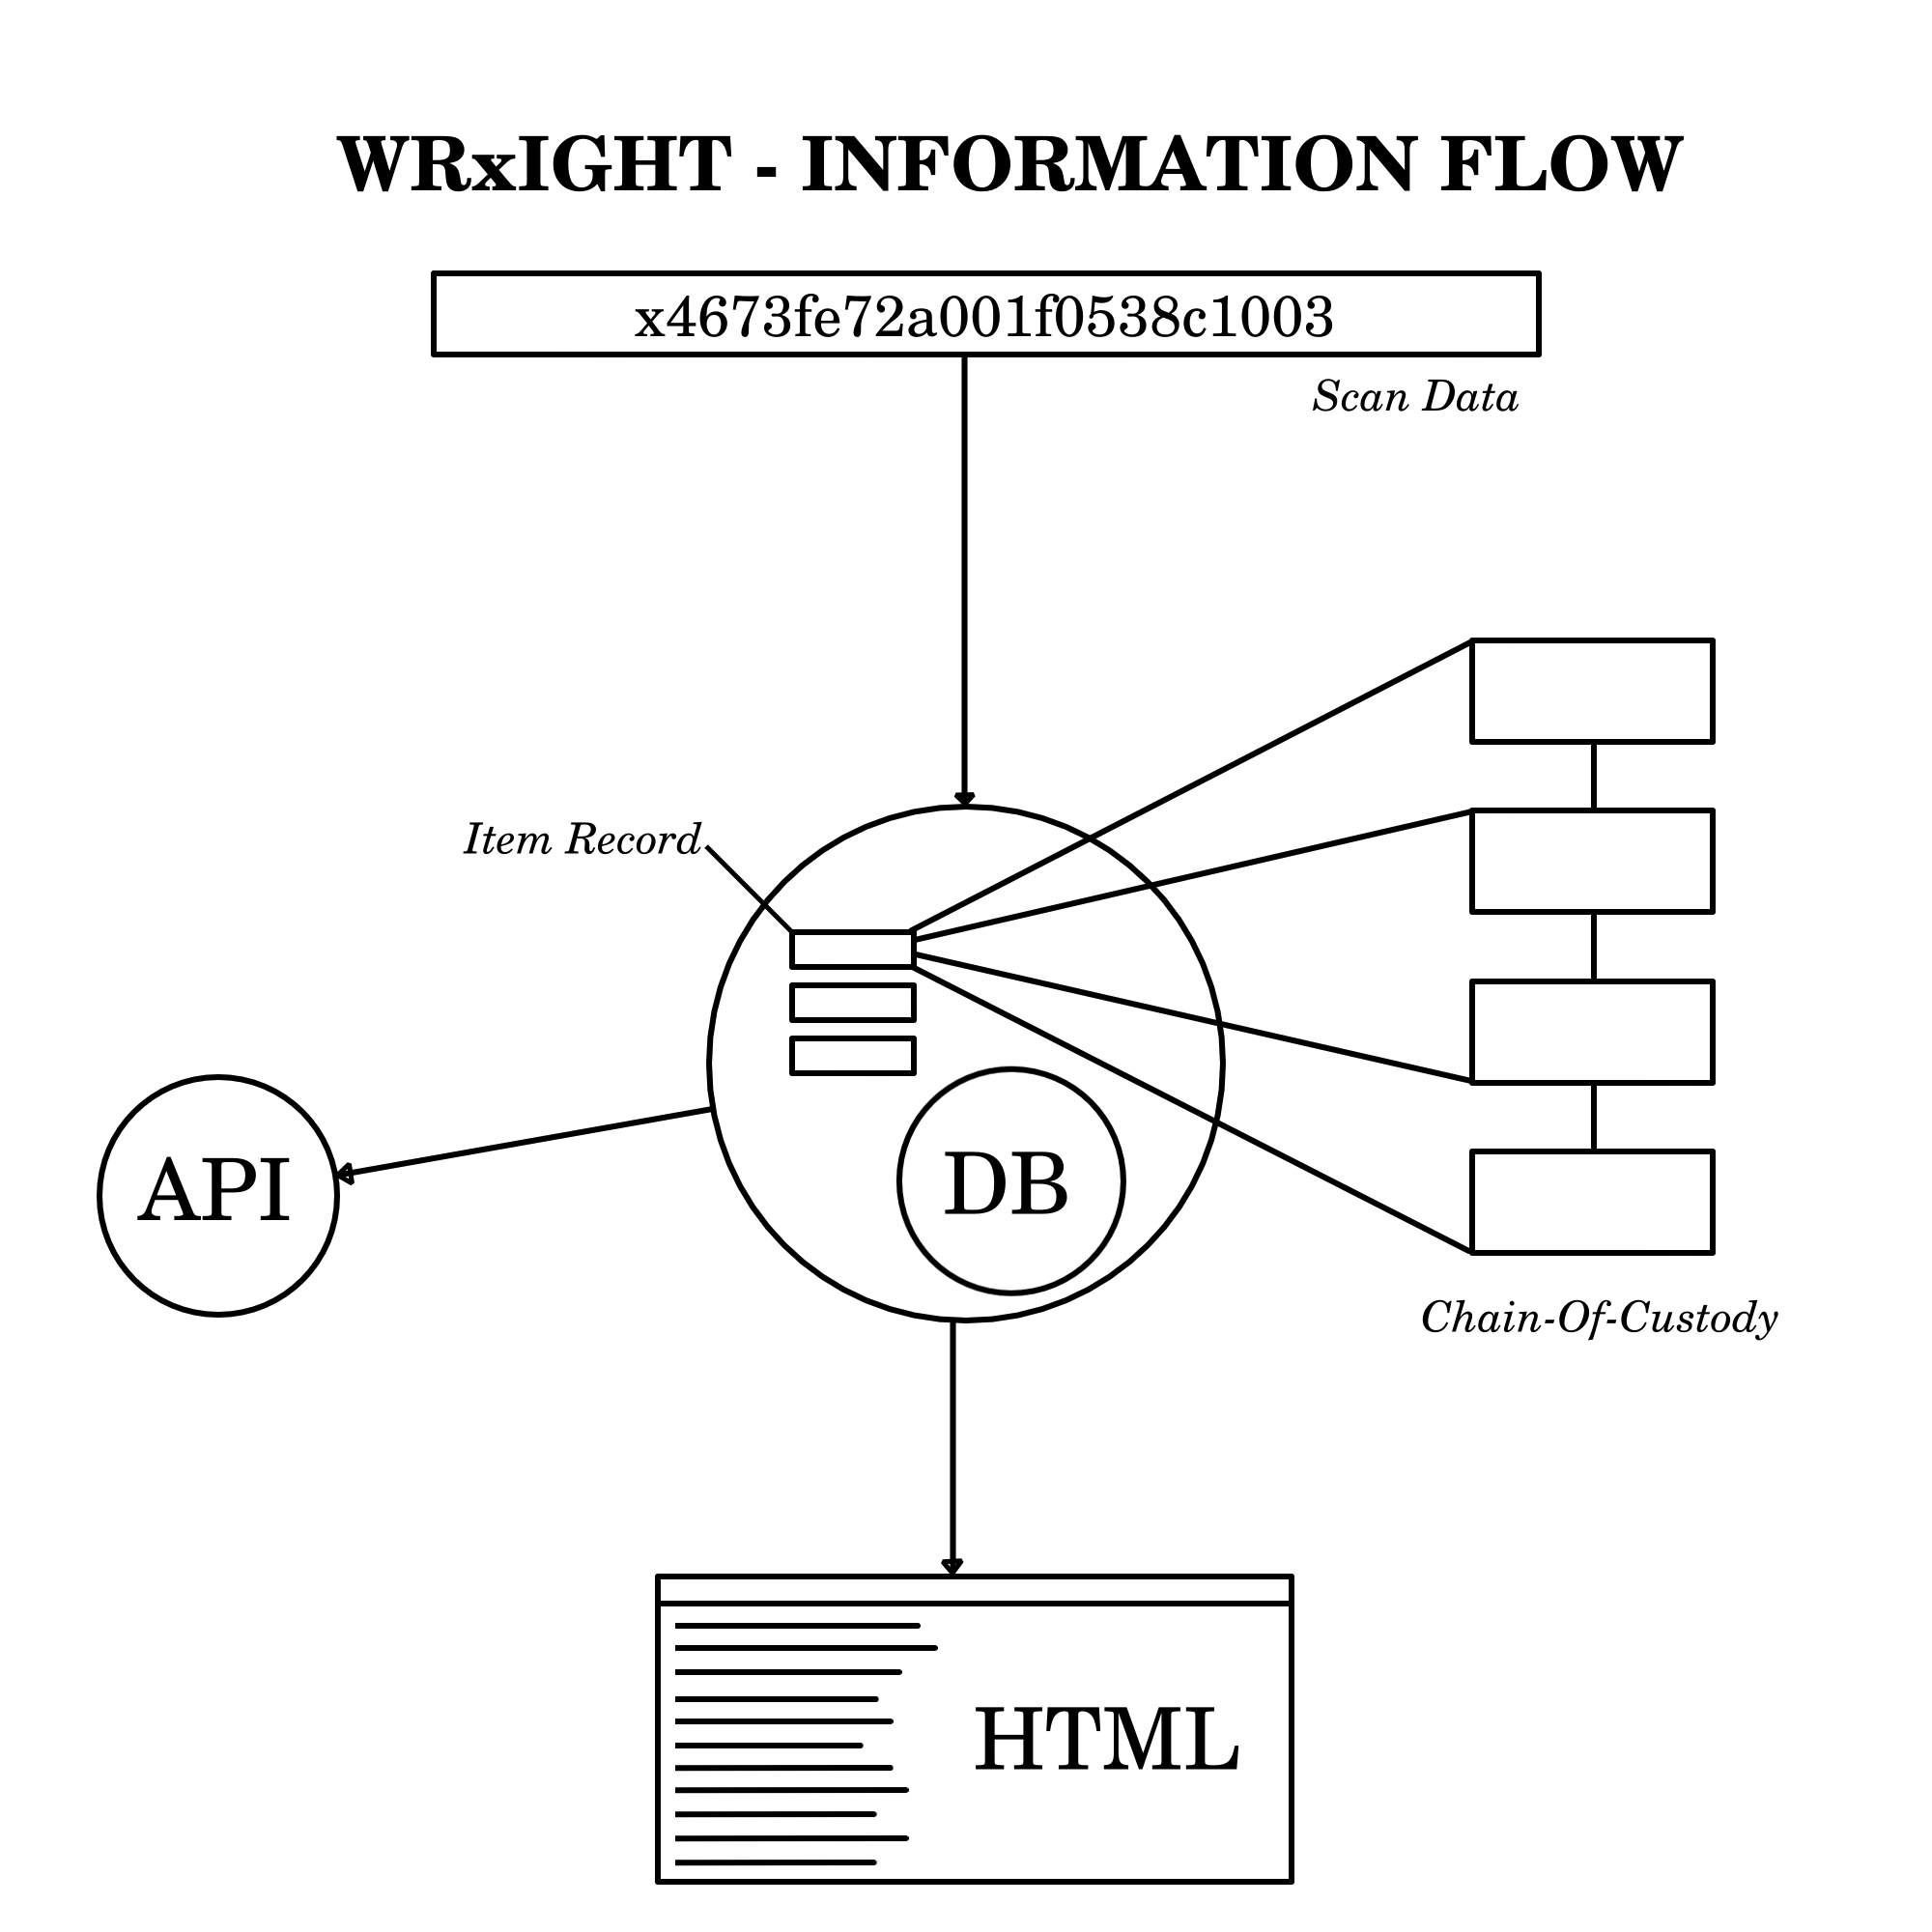 WRxIGHT - INFORMATION FLOW
x4673fe72a001f0538c1003
Scan Data
Item Record
API
DB
Chain-Of-Custody
HTML